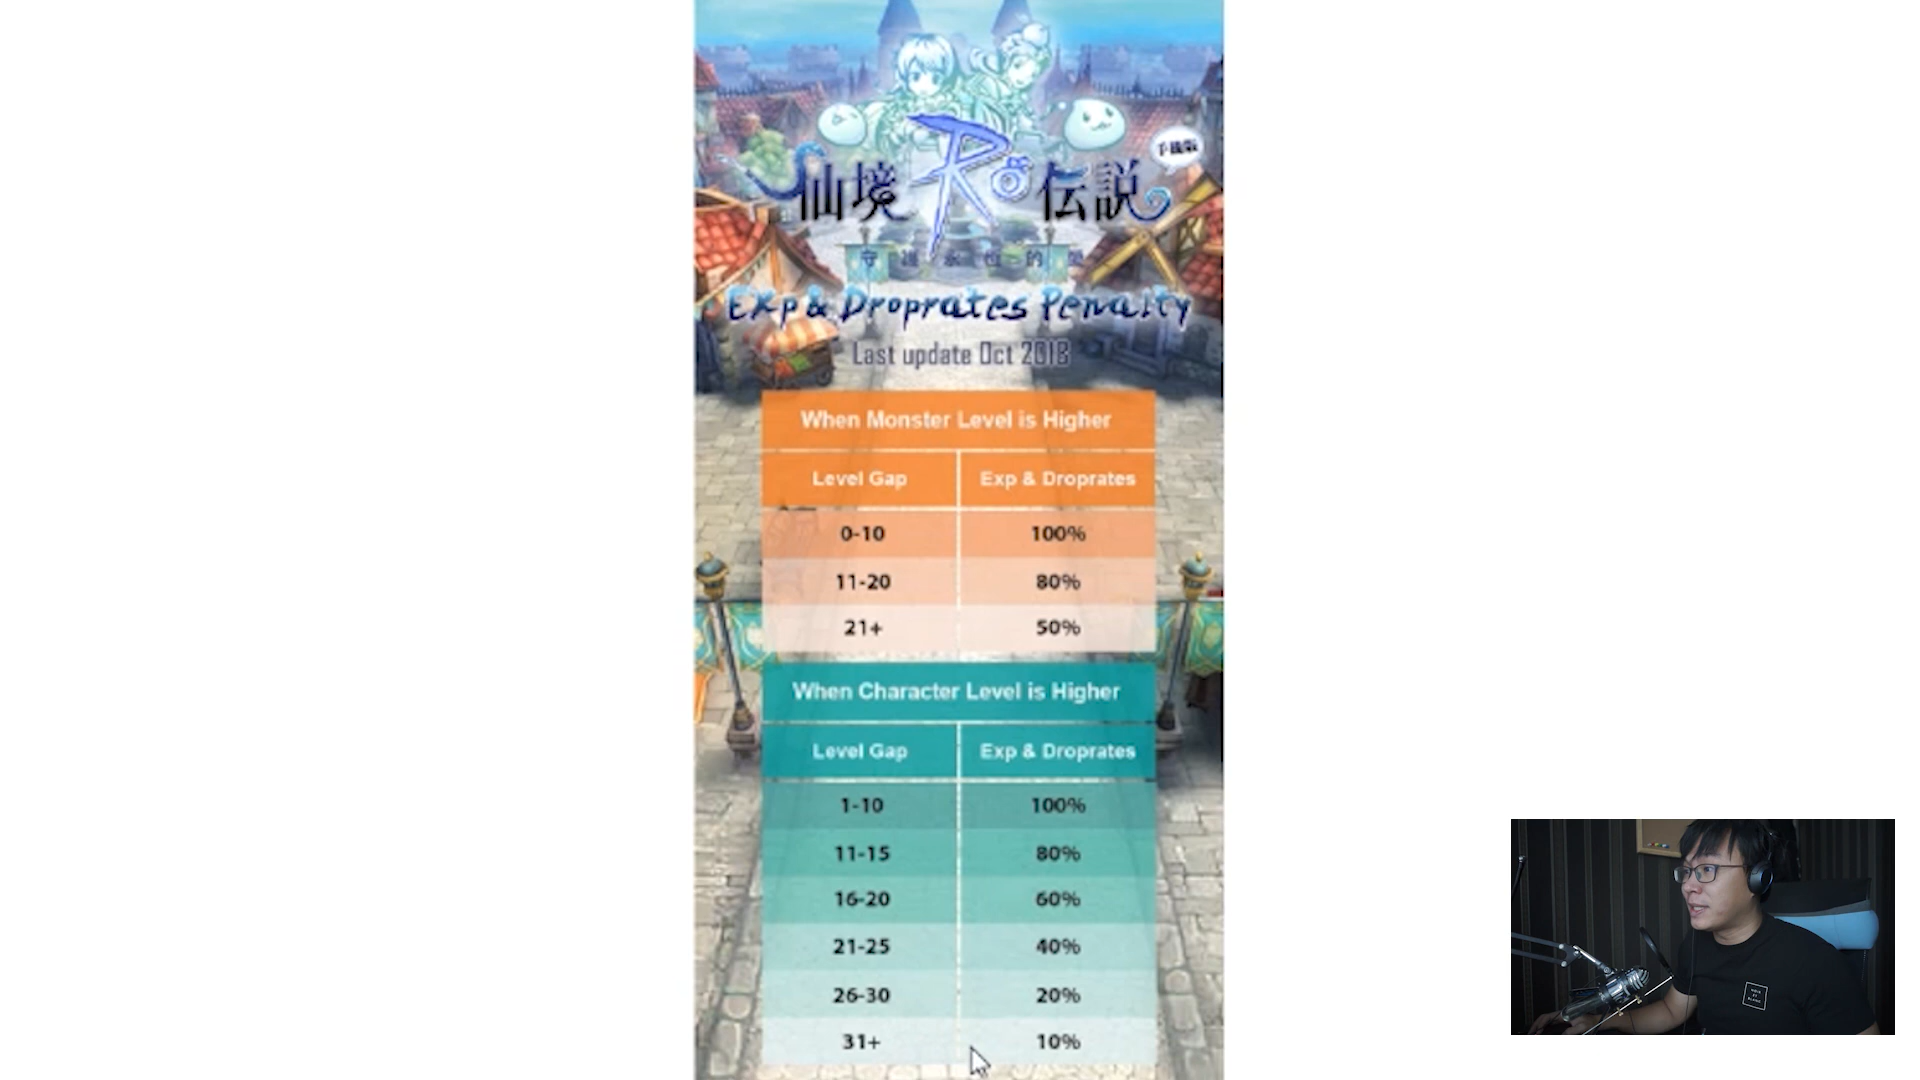 手機版
仙境 RO 伝説
守護永恆的愛
Exp & Droprates Penalty
Last update Oct 2018
When Monster Level is Higher
Level Gap Exp & Droprates
0-10 100%
11-20 80%
21+ 50%
When Character Level is Higher
Level Gap Exp & Droprates
1-10 100%
11-15 80%
16-20 60%
21-25 40%
26-30 20%
31+ 10%